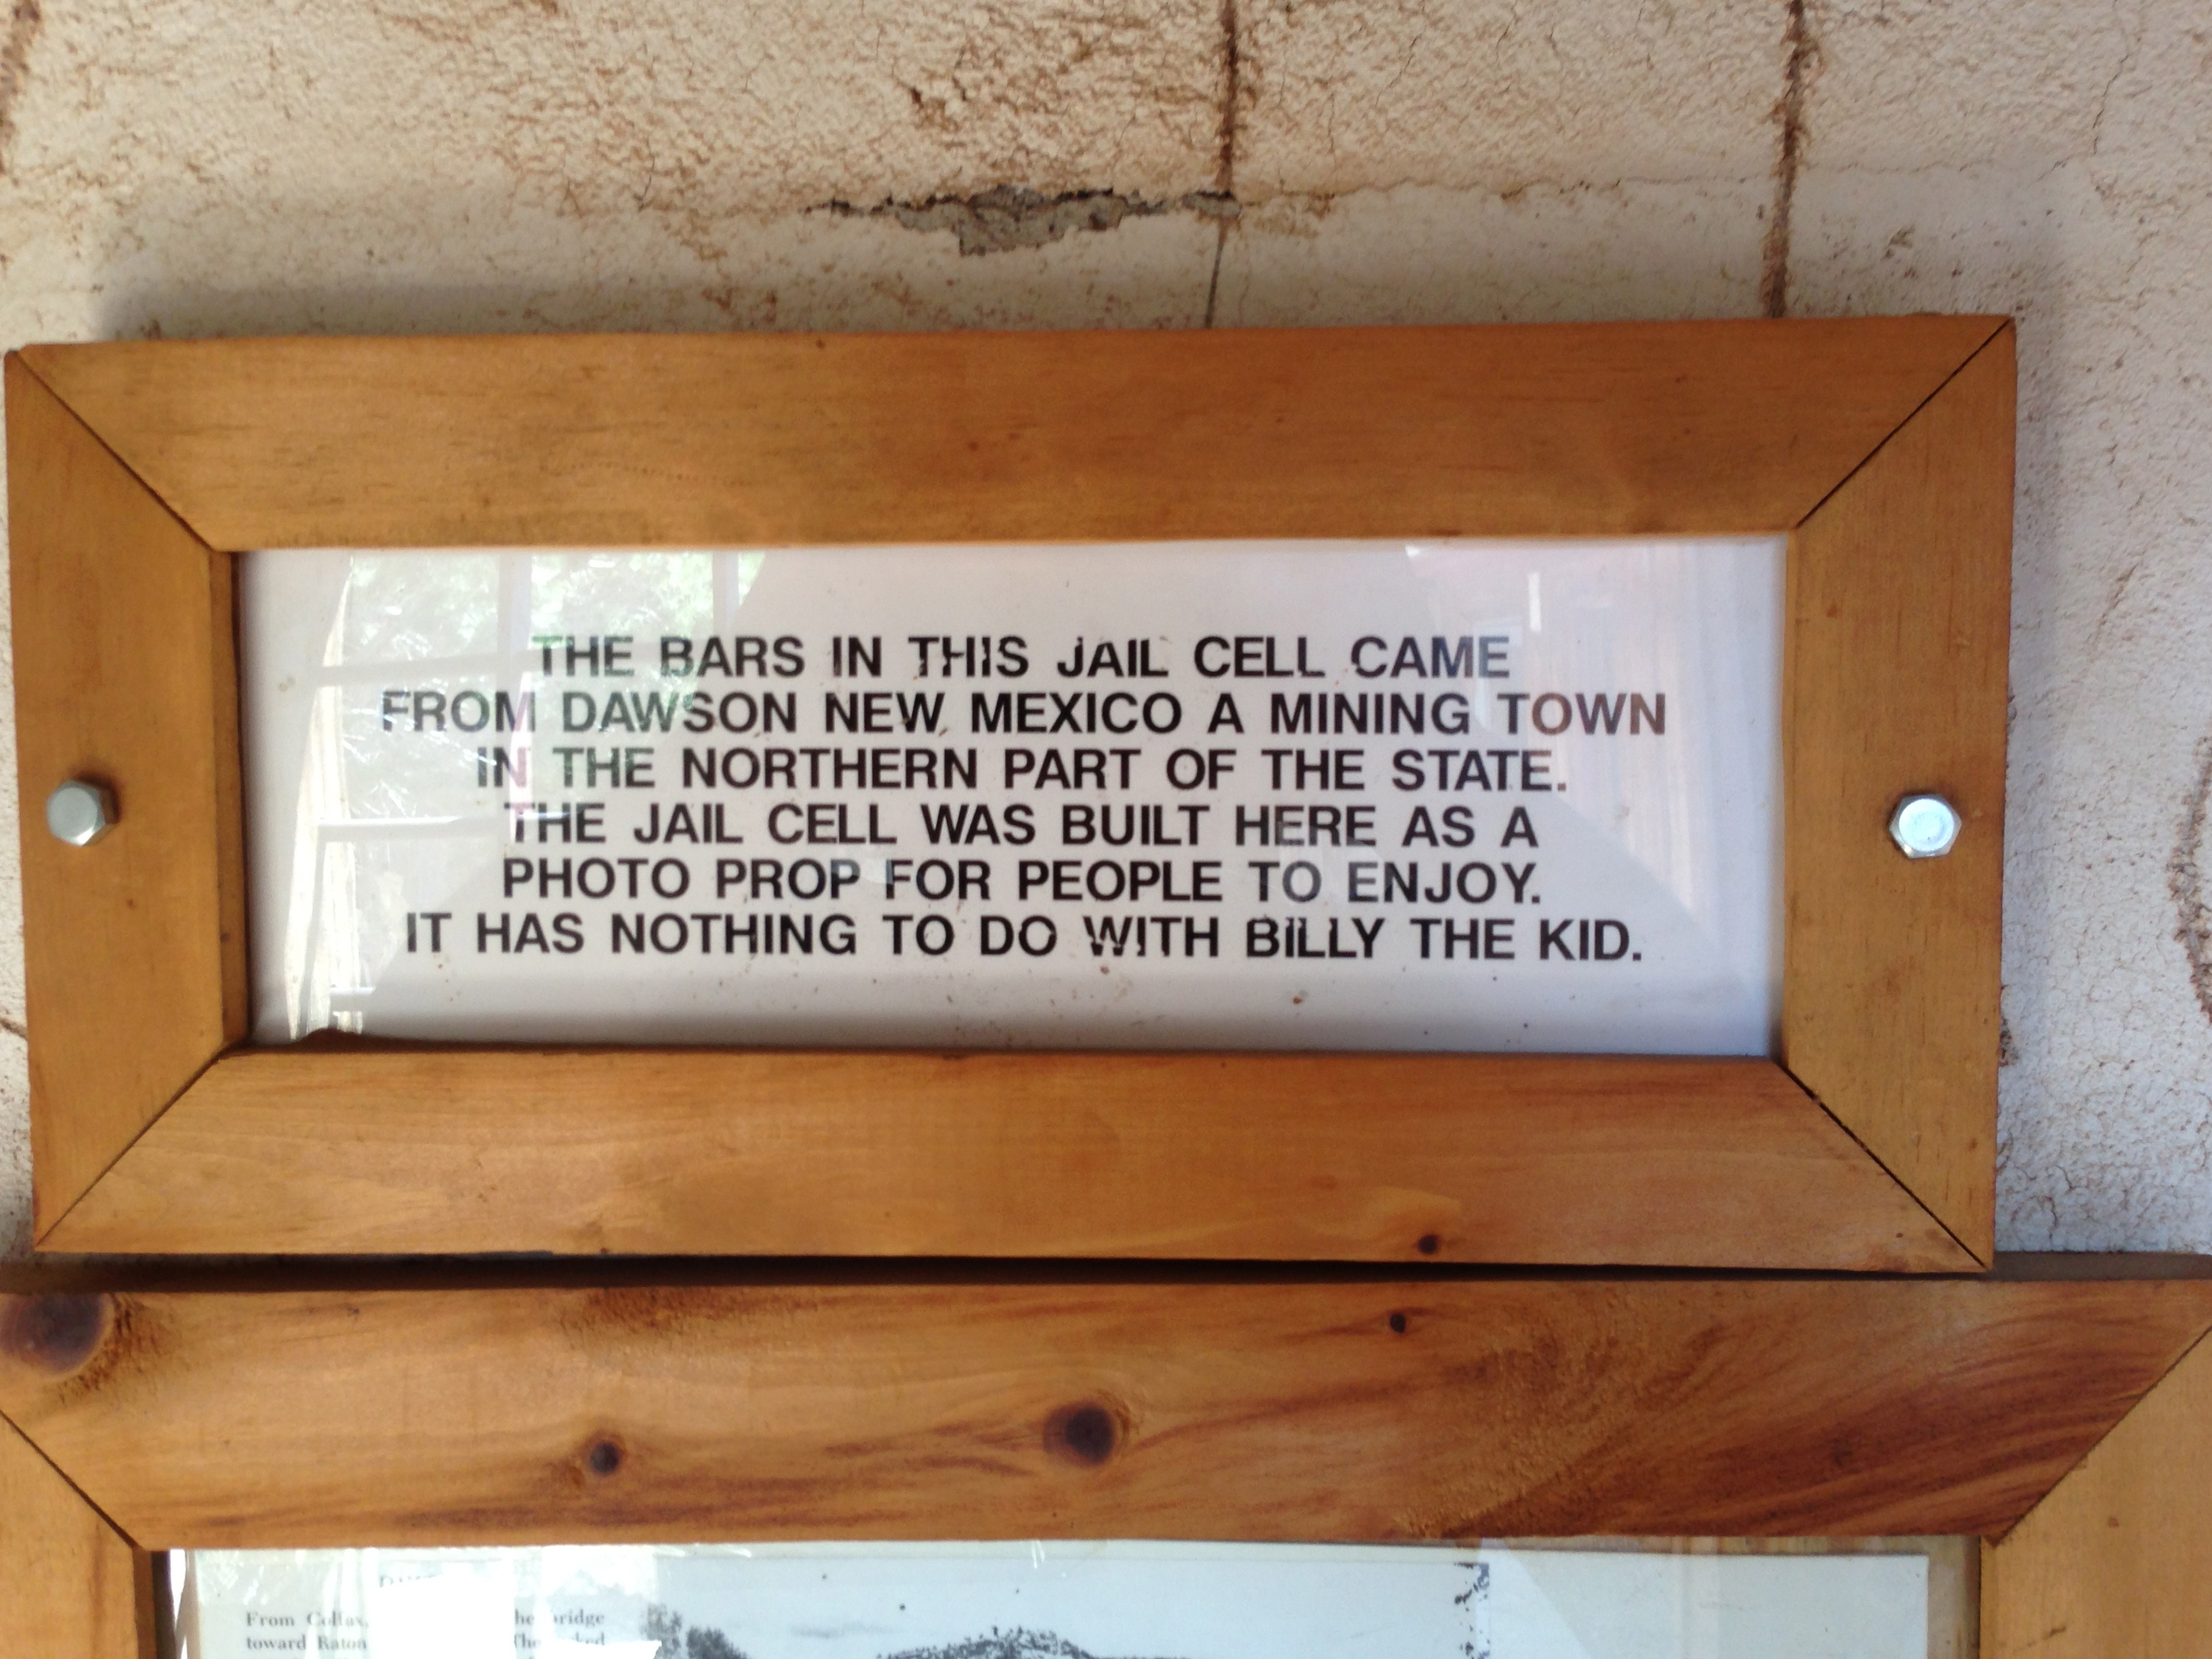 THE BARS IN THIS JAIL CELL CAME
FROM DAWSON NEW MEXICO A MINING TOWN
IN THE NORTHERN PART OF THE STATE.
THE JAIL CELL WAS BUILT HERE AS A
PHOTO PROP FOR PEOPLE TO ENJOY.
IT HAS NOTHING TO DO WITH BILLY THE KID.
From Colfax, bridge
toward Raton